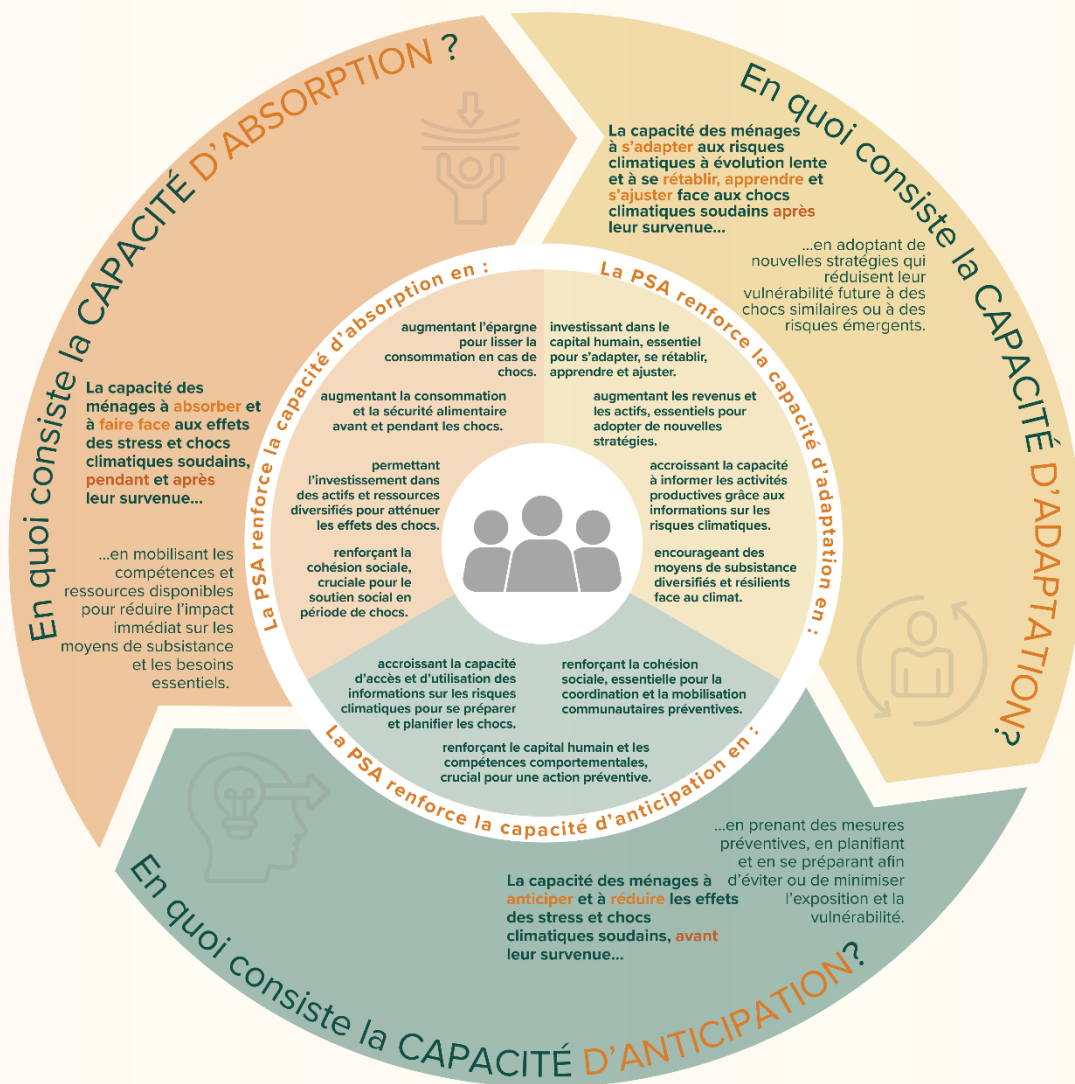 En quoi consiste la CAPACITÉ D'ABSORPTION ?
La capacité des
ménages à absorber et
à faire face aux effets
des stress et chocs
climatiques soudains,
pendant et après
leur survenue...
...en mobilisant les
compétences et
ressources disponibles
pour réduire l'impact
immédiat sur les
moyens de subsistance
et les besoins
essentiels.
La PSA renforce la capacité d'absorption en :
augmentant l'épargne
pour lisser la
consommation en cas de
chocs.
augmentant la consommation
et la sécurité alimentaire
avant et pendant les chocs.
permettant
l'investissement dans
des actifs et ressources
diversifiés pour atténuer
les effets des chocs.
renforçant la
cohésion sociale,
cruciale pour le
soutien social en
période de chocs.
En quoi consiste la CAPACITÉ D'ADAPTATION?
La capacité des ménages
à s'adapter aux risques
climatiques à évolution lente
et à se rétablir, apprendre et
s'ajuster face aux chocs
climatiques soudains après
leur survenue...
...en adoptant de
nouvelles stratégies qui
réduisent leur
vulnérabilité future à des
chocs similaires ou à des
risques émergents.
La PSA renforce la capacité d'adaptation en :
investissant dans le
capital humain, essentiel
pour s'adapter, se rétablir,
apprendre et ajuster.
augmentant les revenus et
les actifs, essentiels pour
adopter de nouvelles
stratégies.
accroissant la capacité
à informer les activités
productives grâce aux
informations sur les
risques climatiques.
encourageant des
moyens de subsistance
diversifiés et résilients
face au climat.
accroissant la capacité
d'accès et d'utilisation des
informations sur les risques
climatiques pour se préparer
et planifier les chocs.
renforçant la cohésion
sociale, essentielle pour la
coordination et la mobilisation
communautaires préventives.
renforçant le capital humain et les
compétences comportementales,
crucial pour une action préventive.
La PSA renforce la capacité d'anticipation en :
La capacité des ménages à
anticiper et à réduire les effets
des stress et chocs
climatiques soudains, avant
leur survenue...
...en prenant des mesures
préventives, en planifiant
et en se préparant afin
d'éviter ou de minimiser
l'exposition et la
vulnérabilité.
En quoi consiste la CAPACITÉ D'ANTICIPATION?